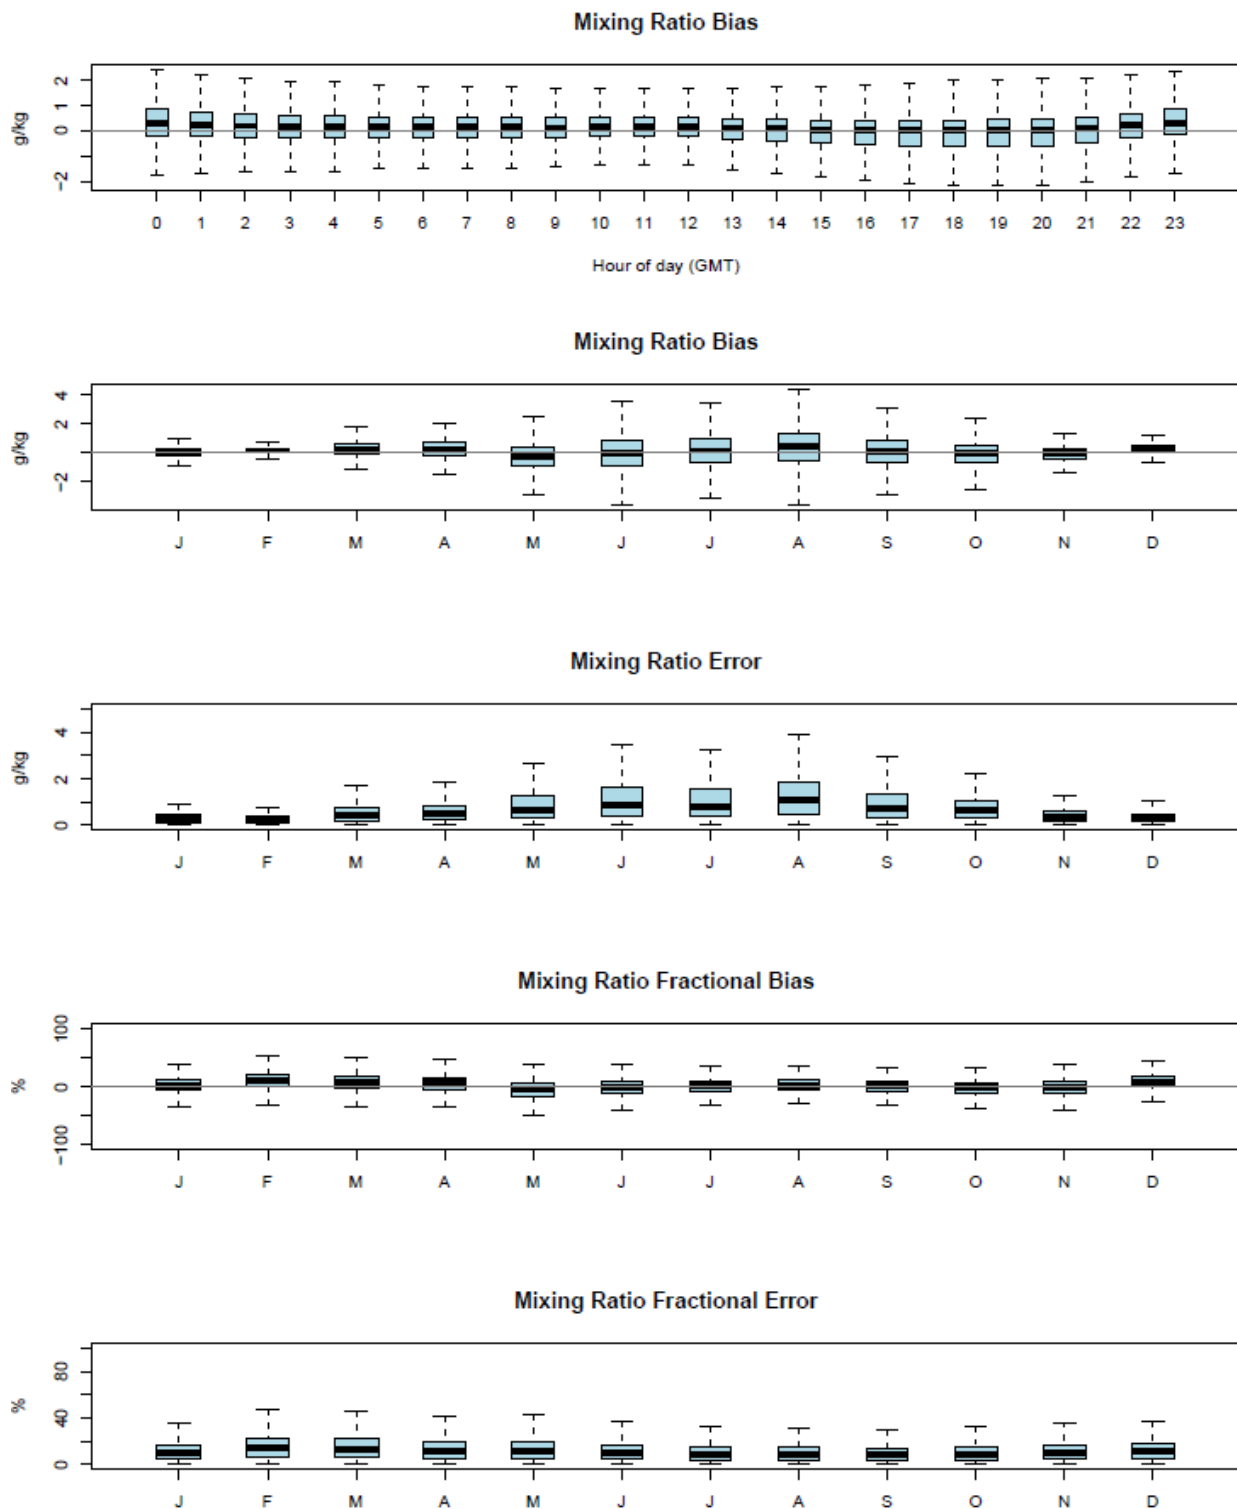 Mixing Ratio Bias
g/kg
2
1
0
−2
0 1 2 3 4 5 6 7 8 9 10 11 12 13 14 15 16 17 18 19 20 21 22 23
Hour of day (GMT)
Mixing Ratio Bias
g/kg
4
2
−2
J F M A M J J A S O N D
Mixing Ratio Error
g/kg
4
2
0
J F M A M J J A S O N D
Mixing Ratio Fractional Bias
%
100
0
−100
J F M A M J J A S O N D
Mixing Ratio Fractional Error
%
80
40
0
J F M A M J J A S O N D